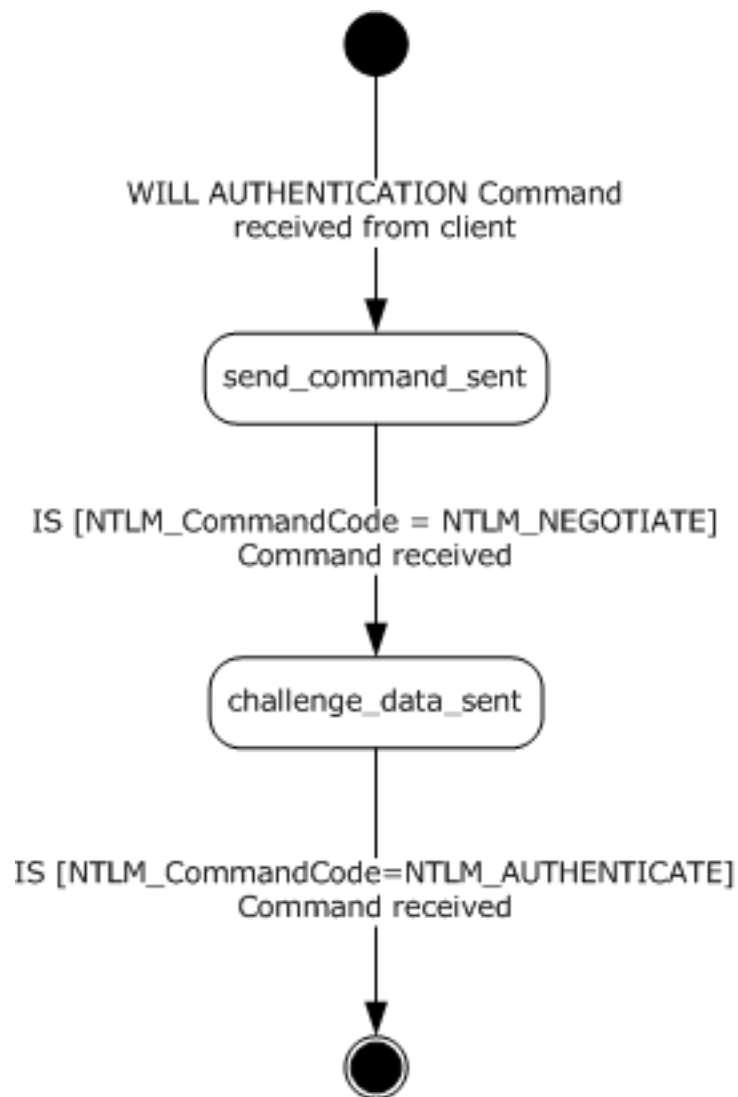 WILL AUTHENTICATION Command
received from client
send_command_sent
IS [NTLM_CommandCode = NTLM_NEGOTIATE]
Command received
challenge_data_sent
IS [NTLM_CommandCode=NTLM_AUTHENTICATE]
Command received